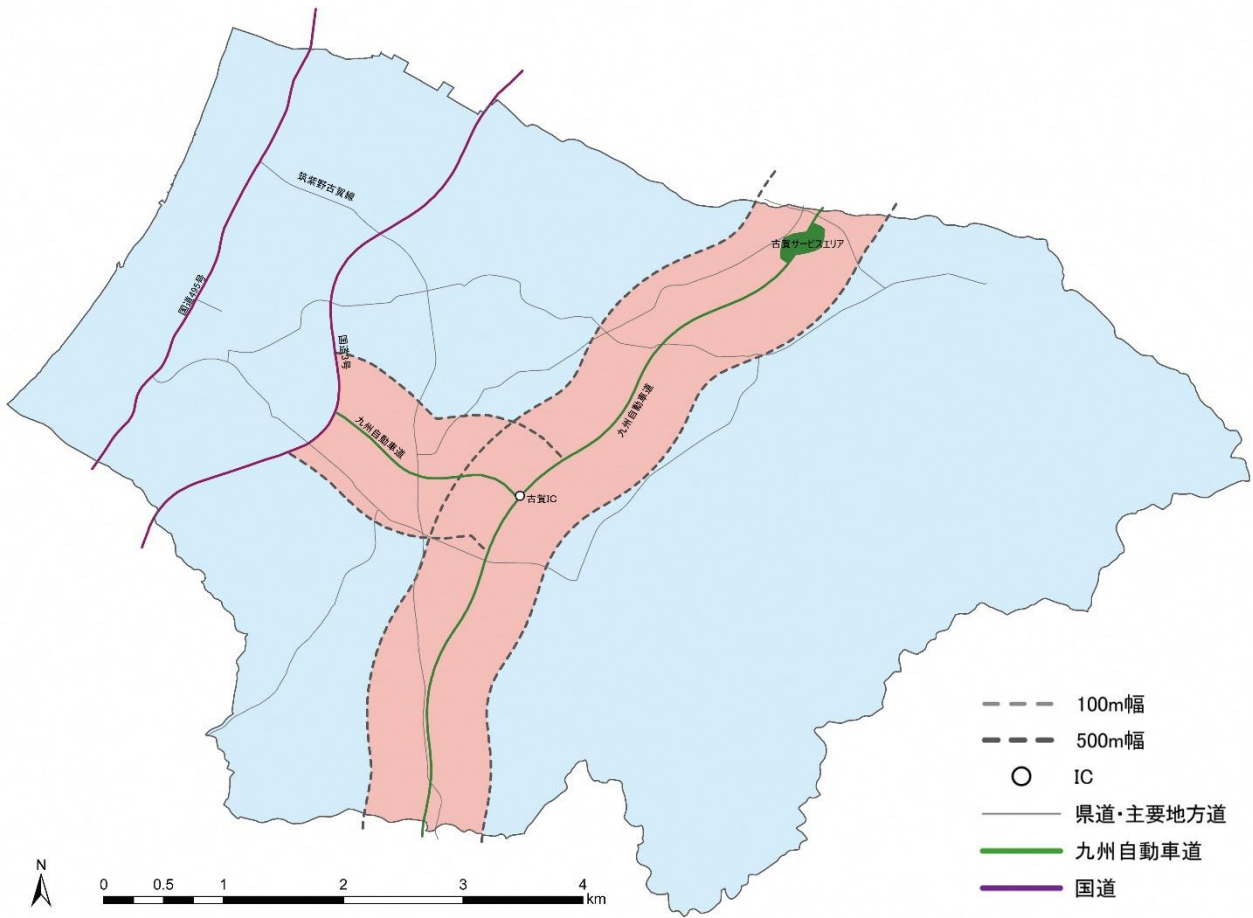 筑紫野古賀線
古賀サービスエリア
国道495号
国道3号
九州自動車道
九州自動車道
古賀IC
100m幅
500m幅
IC
県道・主要地方道
九州自動車道
国道
N
0 0.5 1 2 3 4
km